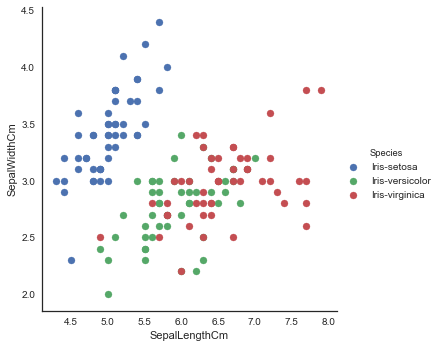 4.5
4.0
3.5
3.0
2.5
2.0
SepalWidthCm
4.5 5.0 5.5 6.0 6.5 7.0 7.5 8.0
SepalLengthCm
Species
Iris-setosa
Iris-versicolor
Iris-virginica